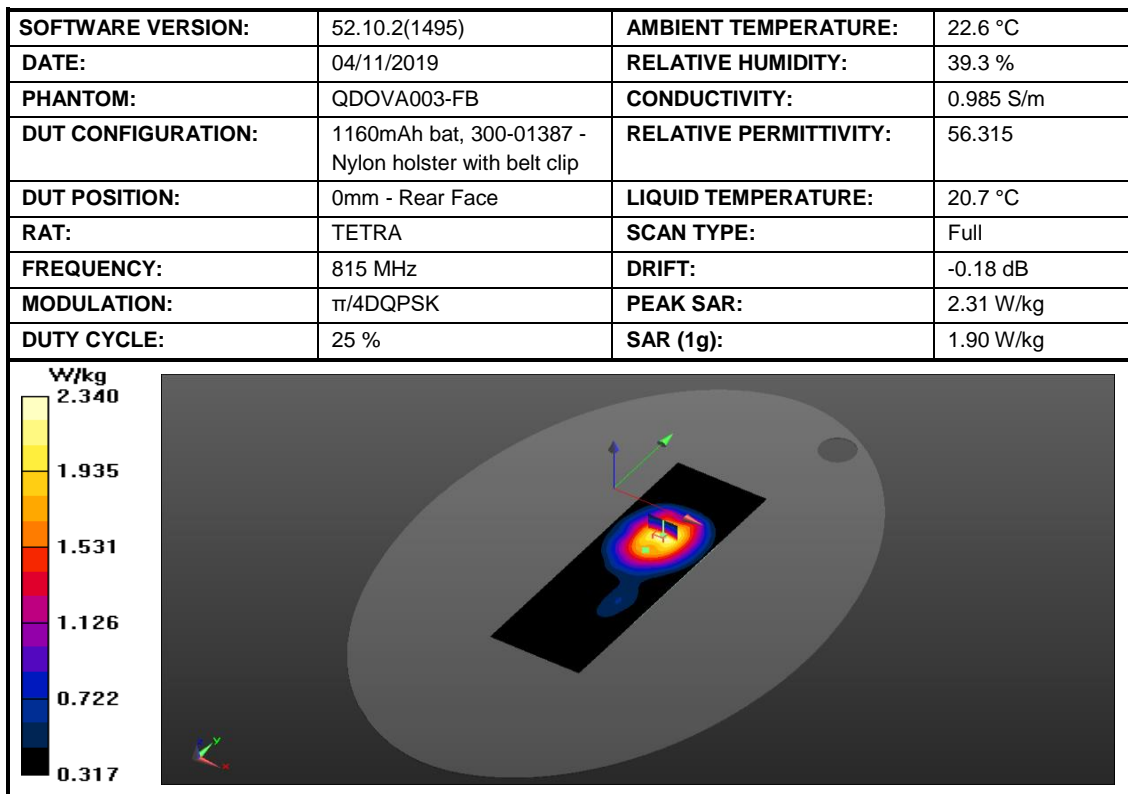 SOFTWARE VERSION: 52.10.2(1495) AMBIENT TEMPERATURE: 22.6 °C
DATE: 04/11/2019 RELATIVE HUMIDITY: 39.3 %
PHANTOM: QDOVA003-FB CONDUCTIVITY: 0.985 S/m
DUT CONFIGURATION: 1160mAh bat, 300-01387 - RELATIVE PERMITTIVITY: 56.315
Nylon holster with belt clip
DUT POSITION: 0mm - Rear Face LIQUID TEMPERATURE: 20.7 °C
RAT: TETRA SCAN TYPE: Full
FREQUENCY: 815 MHz DRIFT: -0.18 dB
MODULATION: π/4DQPSK PEAK SAR: 2.31 W/kg
DUTY CYCLE: 25 % SAR (1g): 1.90 W/kg
W/kg
2.340
1.935
1.531
1.126
0.722
0.317
y
x